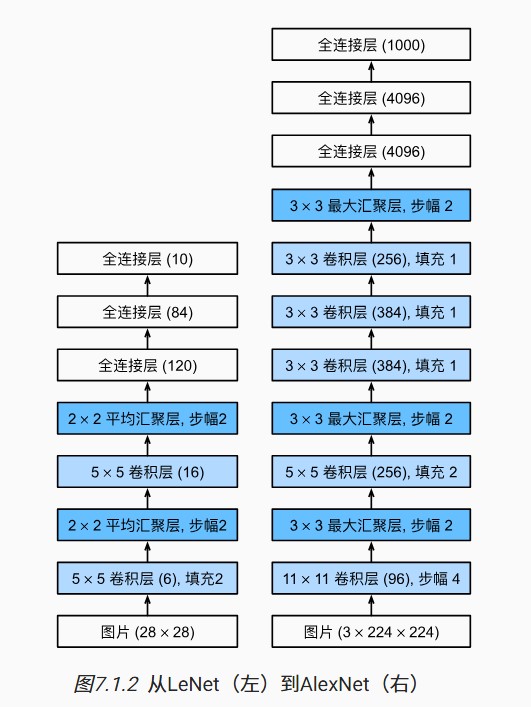 全连接层 (1000)
全连接层 (4096)
全连接层 (4096)
3 × 3 最大汇聚层, 步幅 2
3 × 3 卷积层 (256), 填充 1
3 × 3 卷积层 (384), 填充 1
3 × 3 卷积层 (384), 填充 1
3 × 3 最大汇聚层, 步幅 2
5 × 5 卷积层 (256), 填充 2
3 × 3 最大汇聚层, 步幅 2
11 × 11 卷积层 (96), 步幅 4
图片 (3 × 224 × 224)
全连接层 (10)
全连接层 (84)
全连接层 (120)
2 × 2 平均汇聚层, 步幅2
5 × 5 卷积层 (16)
2 × 2 平均汇聚层, 步幅2
5 × 5 卷积层 (6), 填充2
图片 (28 × 28)
图7.1.2 从LeNet（左）到AlexNet（右）